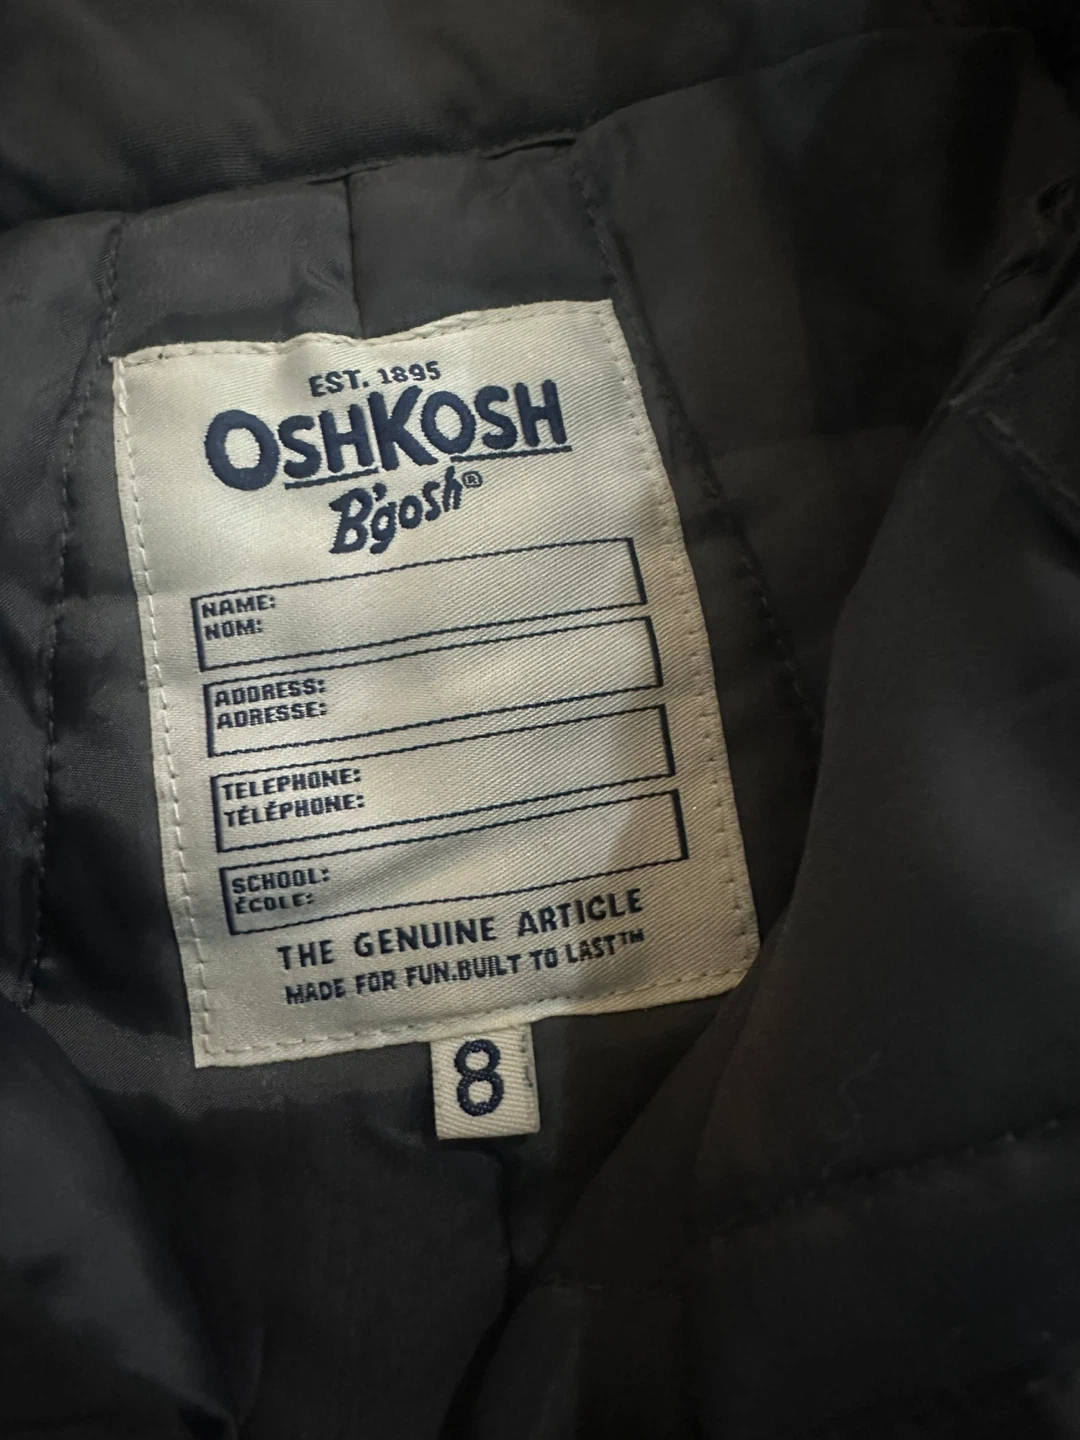 EST. 1895
OSHKOSH
B'gosh®
NAME:
NOM:
ADDRESS:
ADRESSE:
TELEPHONE:
TÉLÉPHONE:
SCHOOL:
ÉCOLE:
THE GENUINE ARTICLE
MADE FOR FUN.BUILT TO LAST™
8